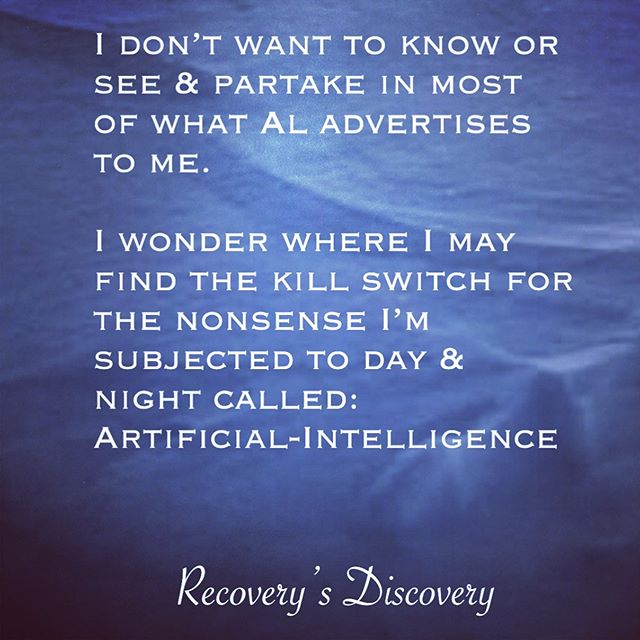 I DON'T WANT TO KNOW OR
SEE & PARTAKE IN MOST
OF WHAT AL ADVERTISES
TO ME.
I WONDER WHERE I MAY
FIND THE KILL SWITCH FOR
THE NONSENSE I'M
SUBJECTED TO DAY &
NIGHT CALLED:
ARTIFICIAL-INTELLIGENCE
Recovery's Discovery